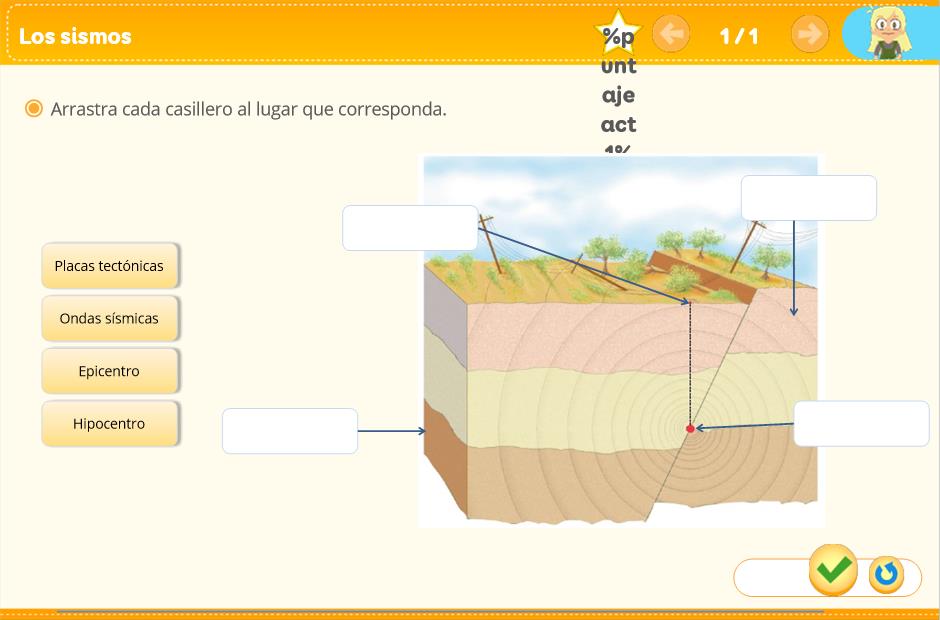 Los sismos
%p
unt
aje
act
1%
1/1
Arrastra cada casillero al lugar que corresponda.
Placas tectónicas
Ondas sísmicas
Epicentro
Hipocentro